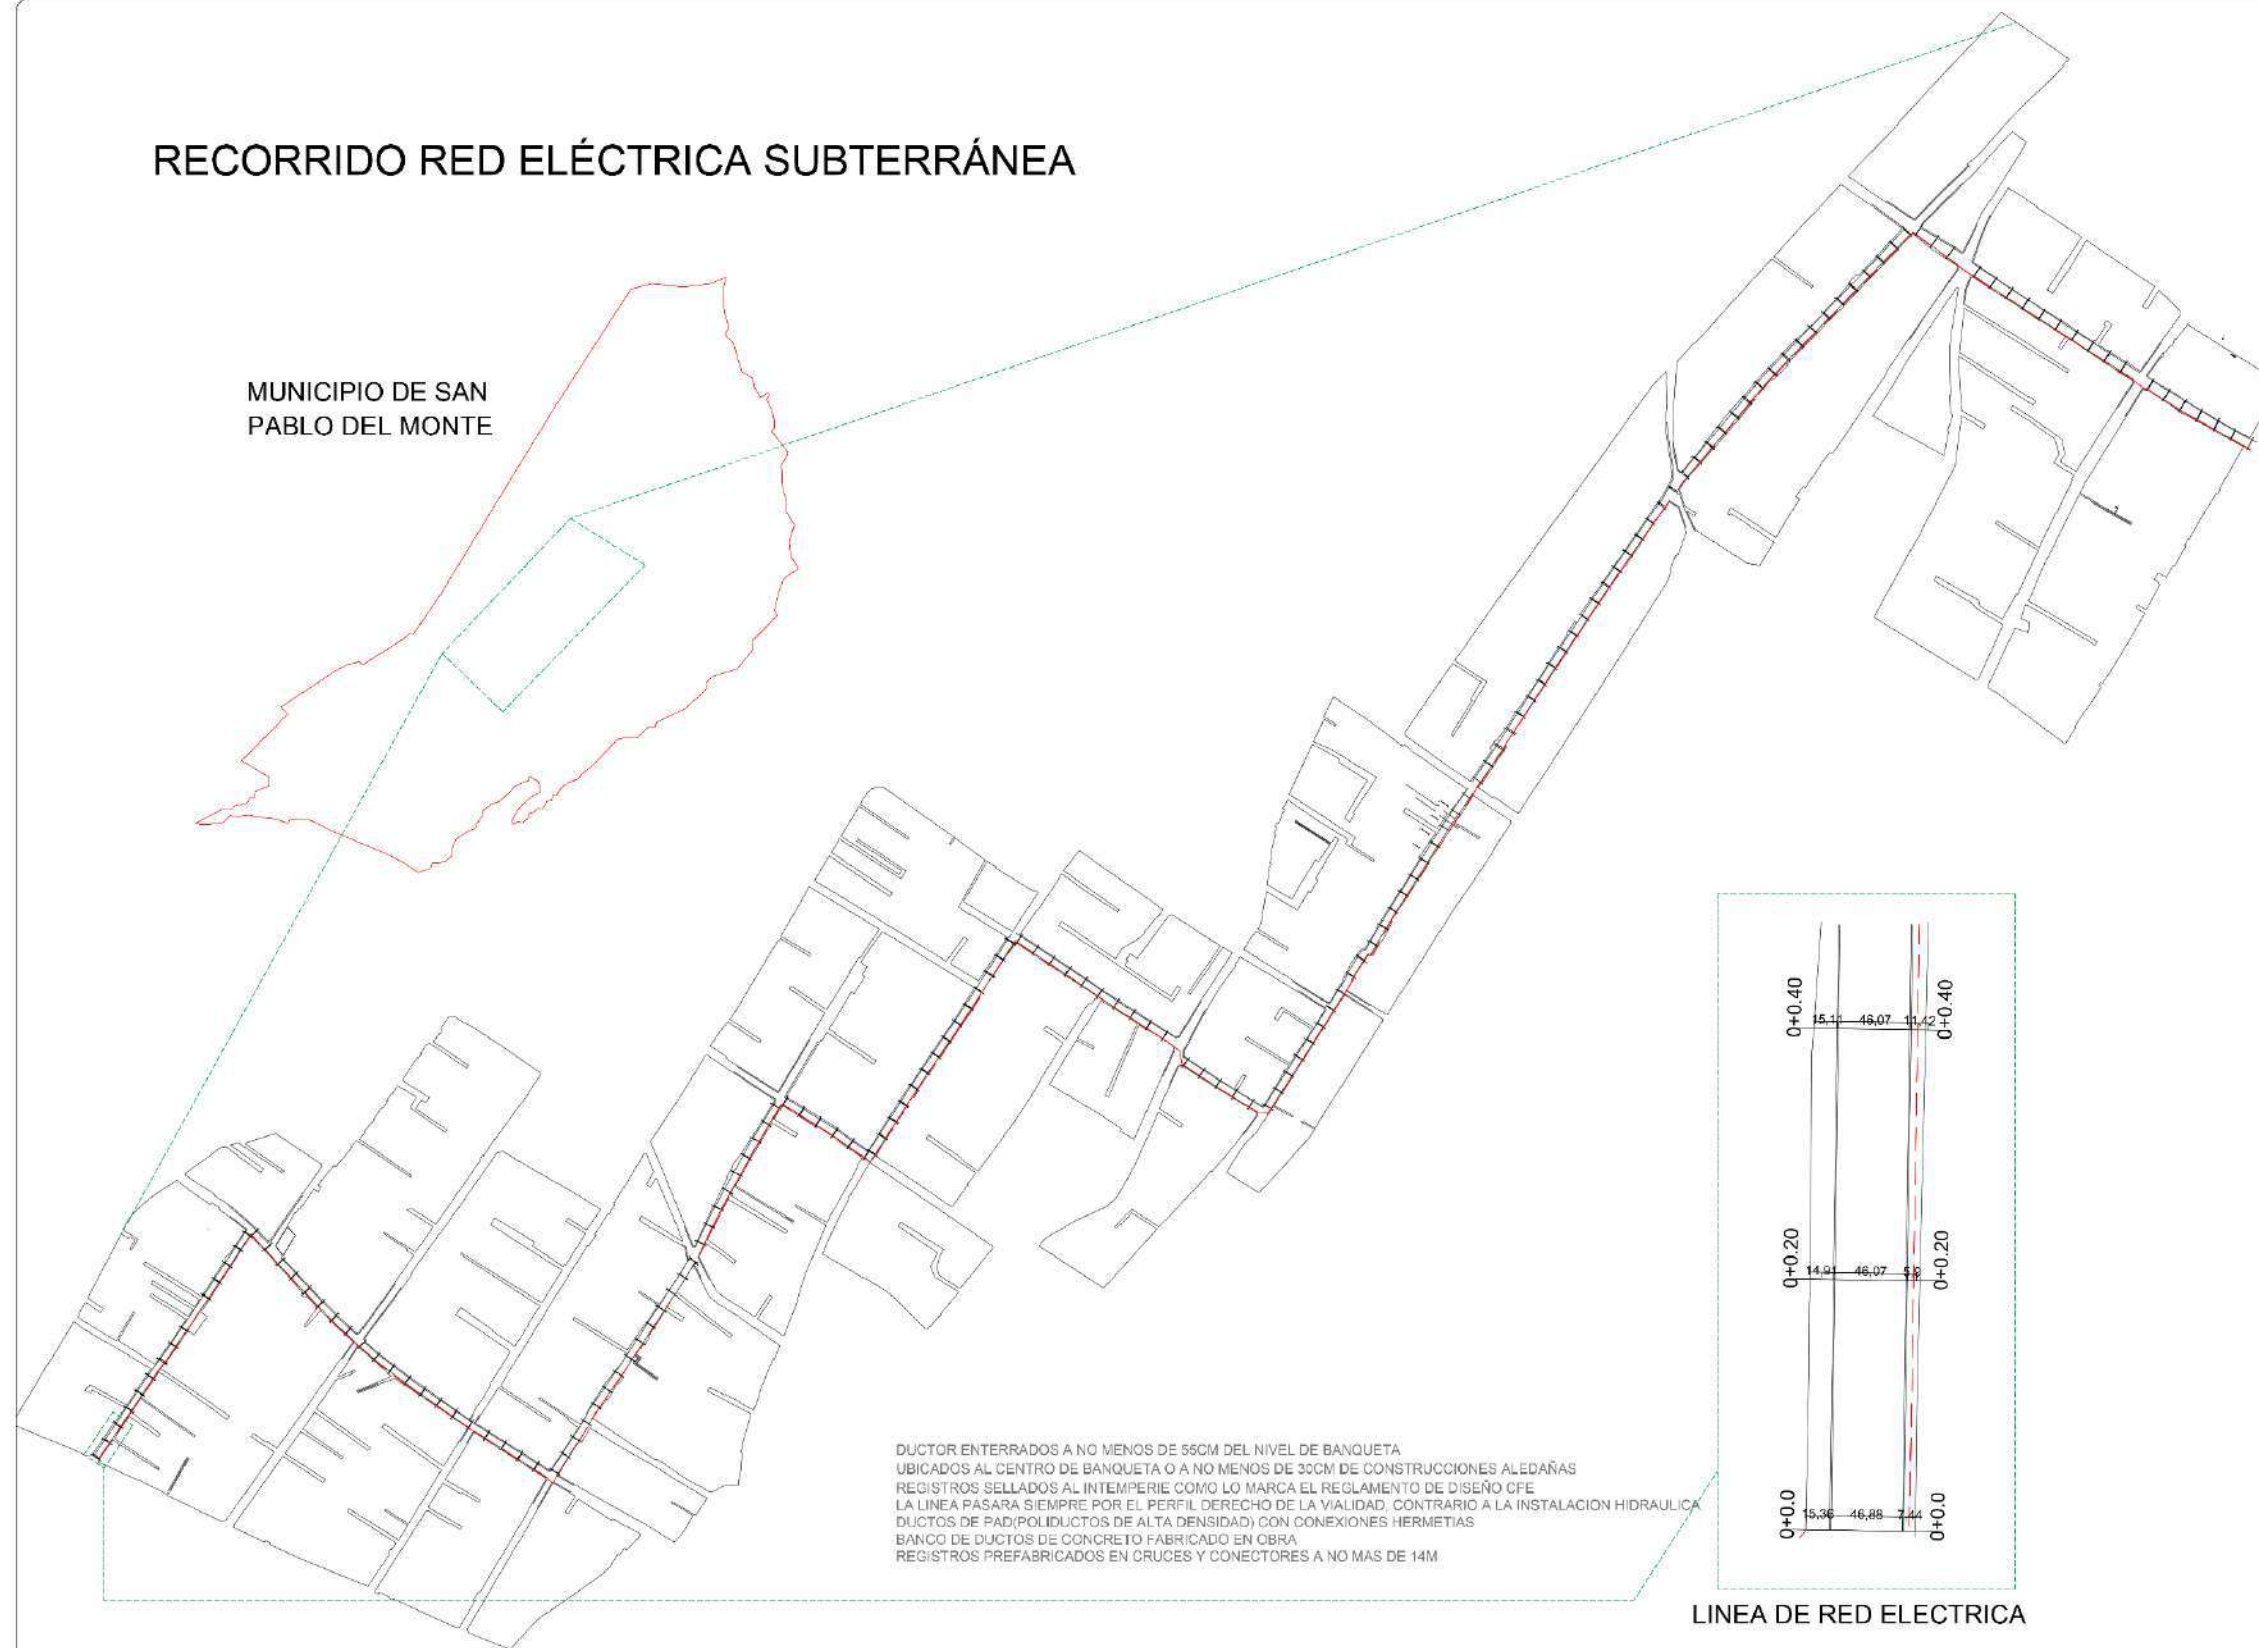 RECORRIDO RED ELÉCTRICA SUBTERRÁNEA
MUNICIPIO DE SAN
PABLO DEL MONTE
DUCTOR ENTERRADOS A NO MENOS DE 55CM DEL NIVEL DE BANQUETA
UBICADOS AL CENTRO DE BANQUETA O A NO MENOS DE 30CM DE CONSTRUCCIONES ALEDAÑAS
REGISTROS SELLADOS AL INTEMPERIE COMO LO MARCA EL REGLAMENTO DE DISEÑO CFE
LA LINEA PASARA SIEMPRE POR EL PERFIL DERECHO DE LA VIALIDAD, CONTRARIO A LA INSTALACION HIDRAULICA
DUCTOS DE PAD(POLIDUCTOS DE ALTA DENSIDAD) CON CONEXIONES HERMETIAS
BANCO DE DUCTOS DE CONCRETO FABRICADO EN OBRA
REGISTROS PREFABRICADOS EN CRUCES Y CONECTORES A NO MAS DE 14M
0+0.40 15,11 46,07 11,42 0+0.40
0+0.20 14,91 46,07 5,9 0+0.20
0+0.0 15,36 46,88 7,44 0+0.0
LINEA DE RED ELECTRICA